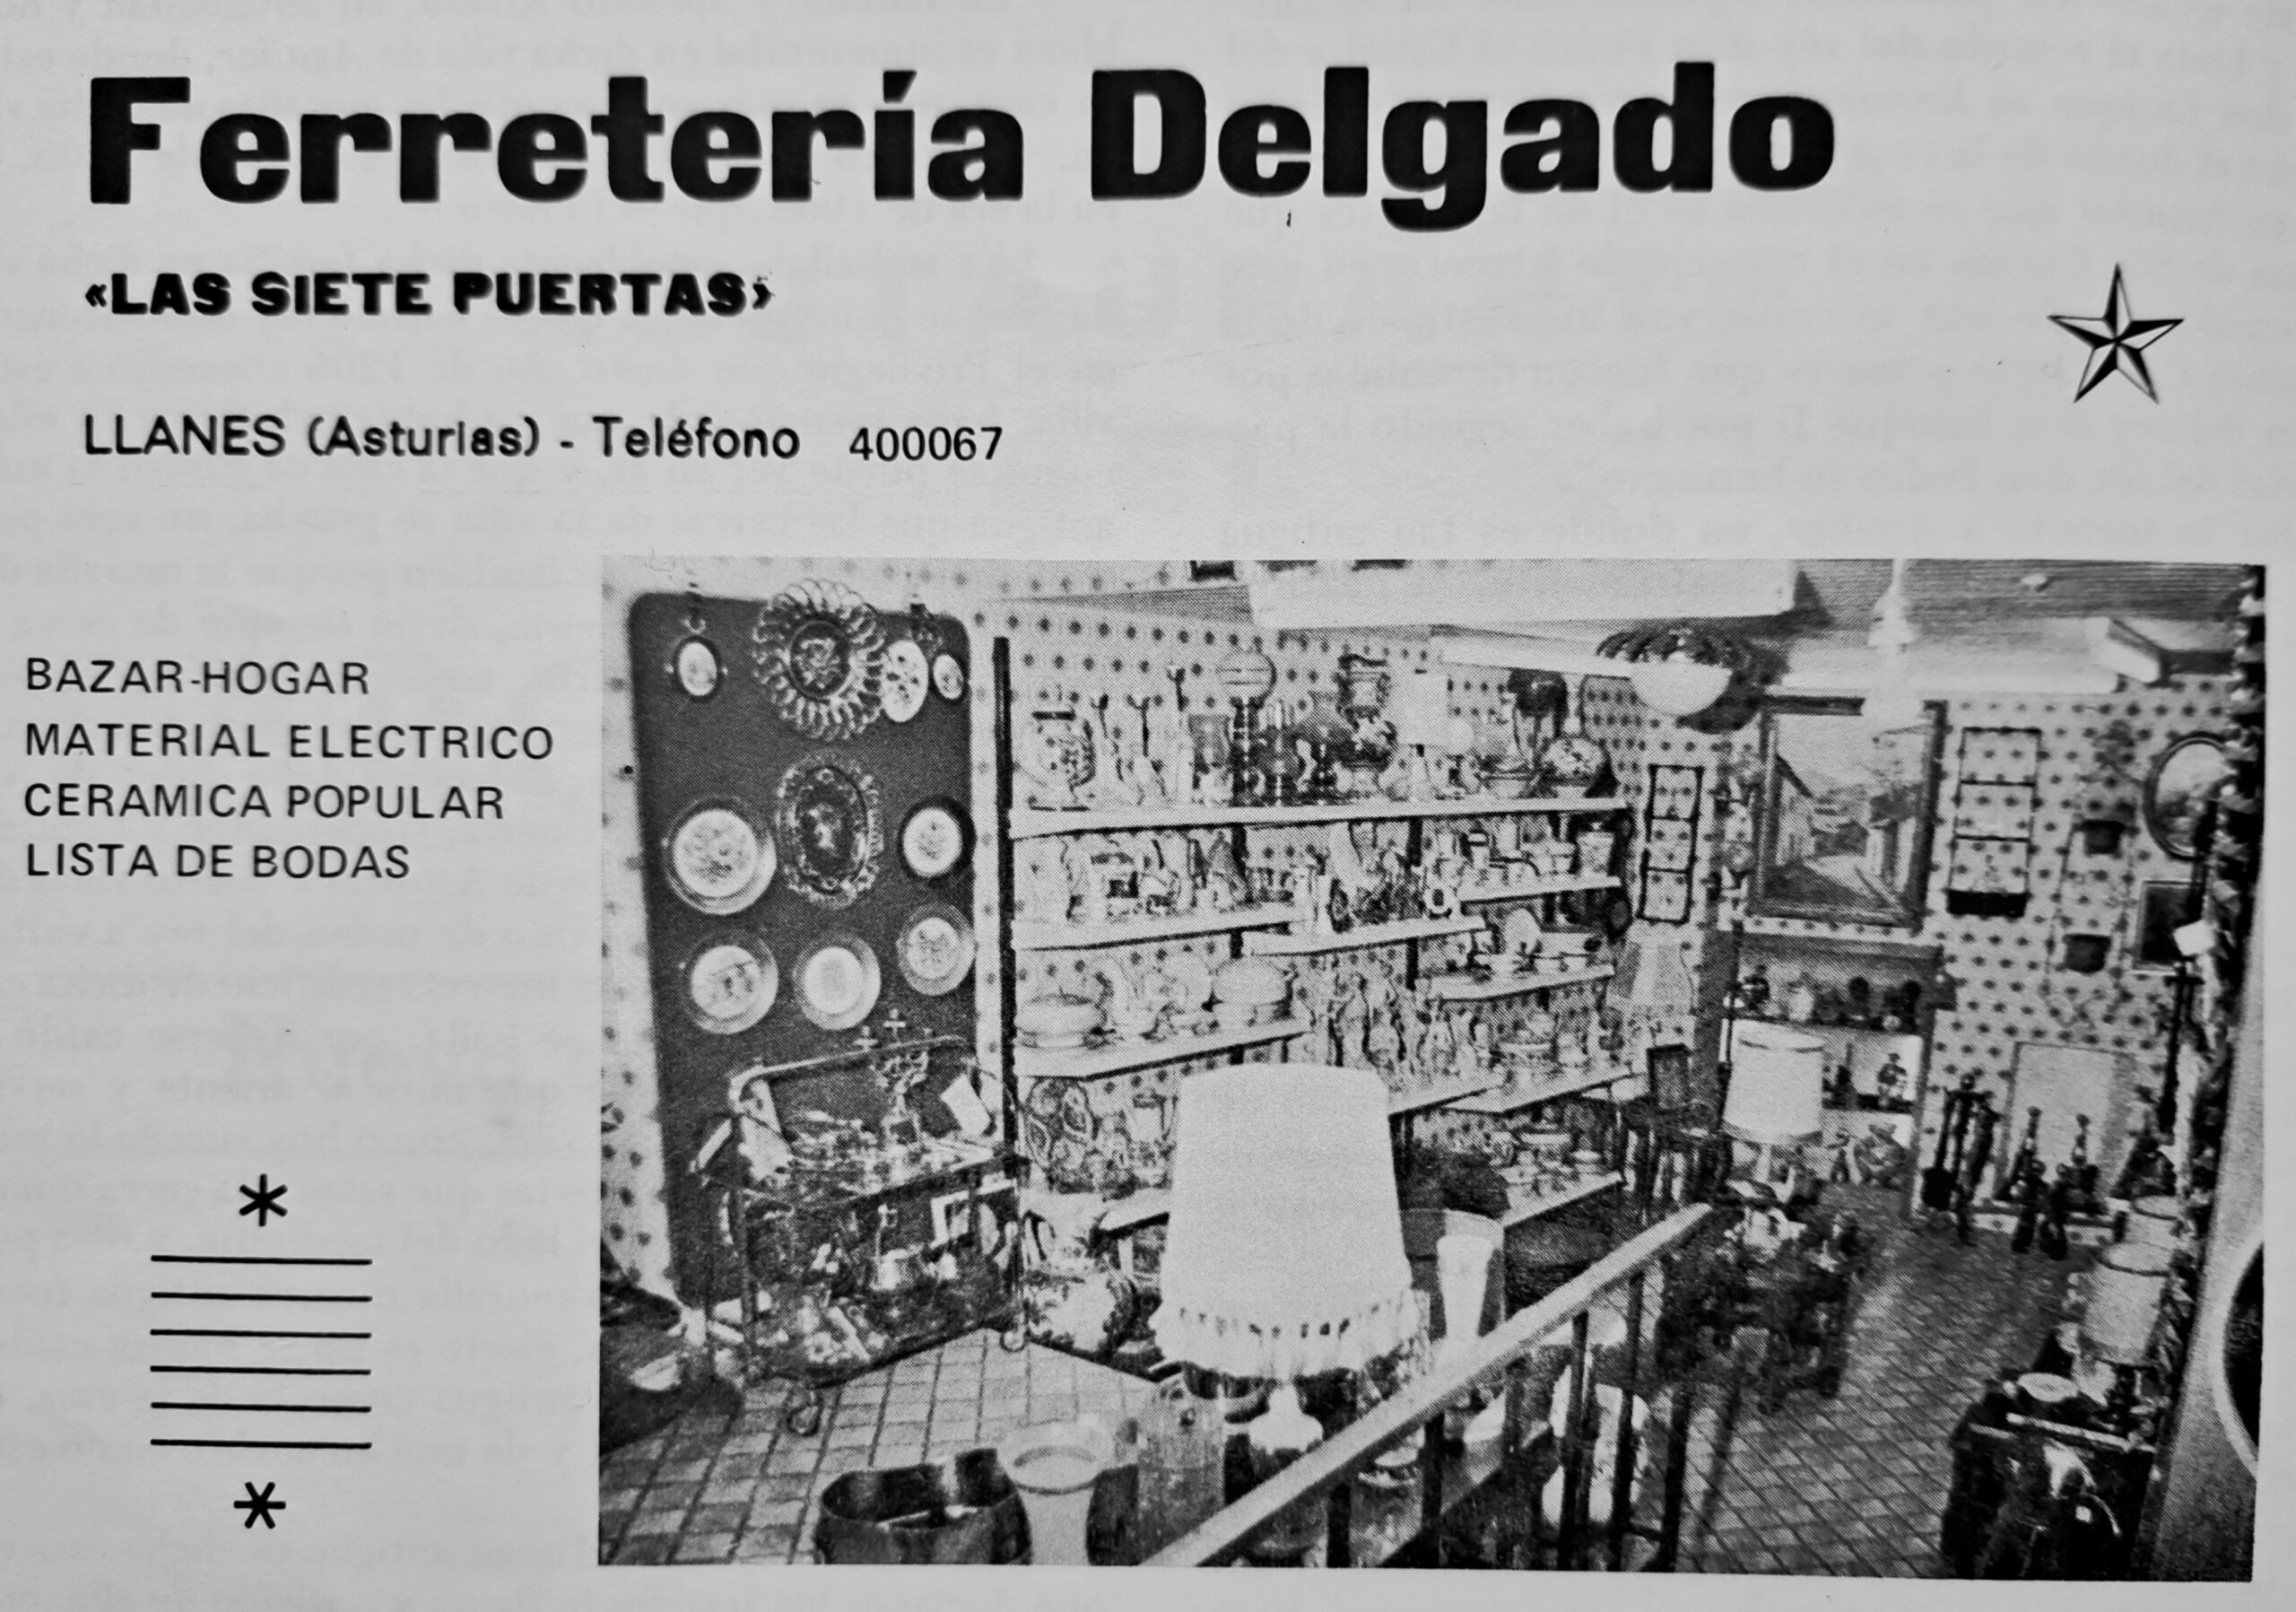 Ferretería Delgado
«LAS SIETE PUERTAS»
LLANES (Asturias) - Teléfono 400067
BAZAR-HOGAR
MATERIAL ELECTRICO
CERAMICA POPULAR
LISTA DE BODAS